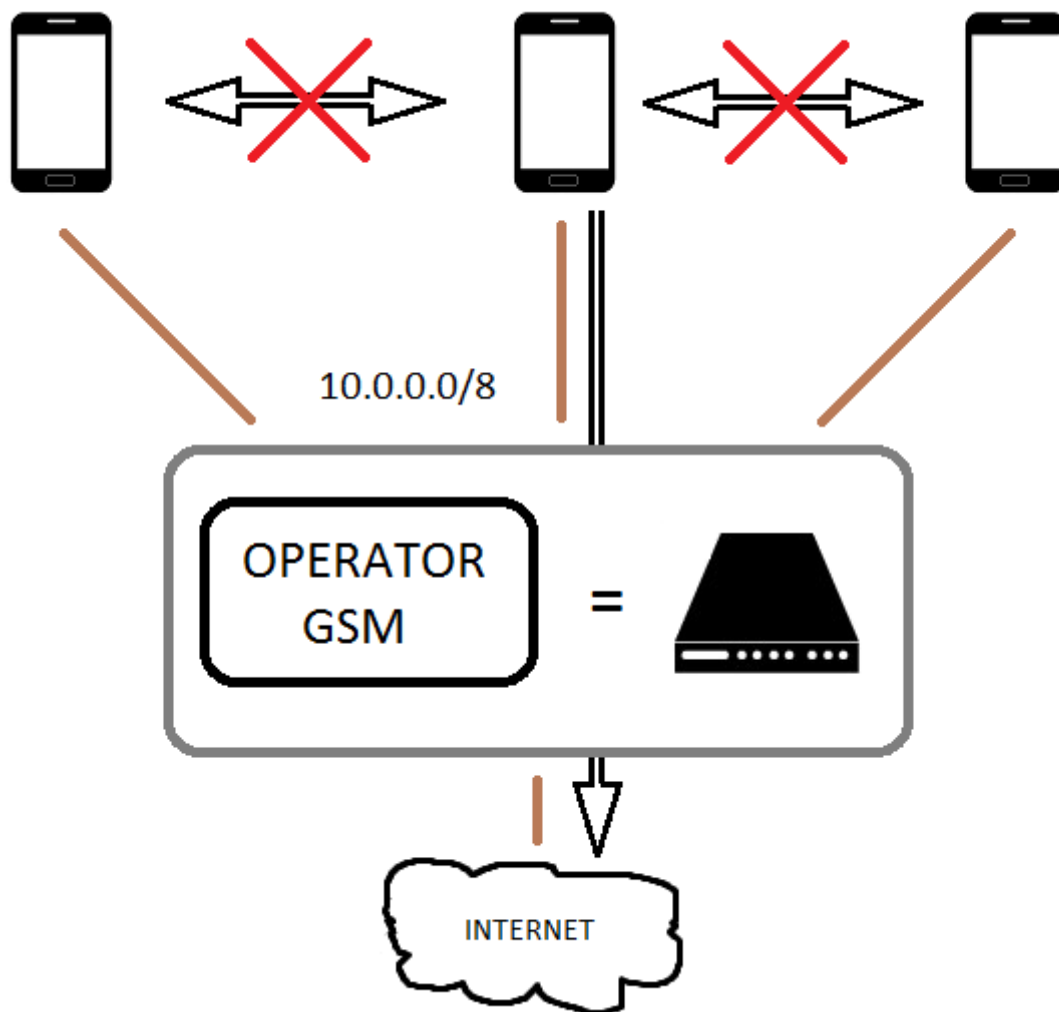 10.0.0.0/8
OPERATOR
GSM
=
INTERNET